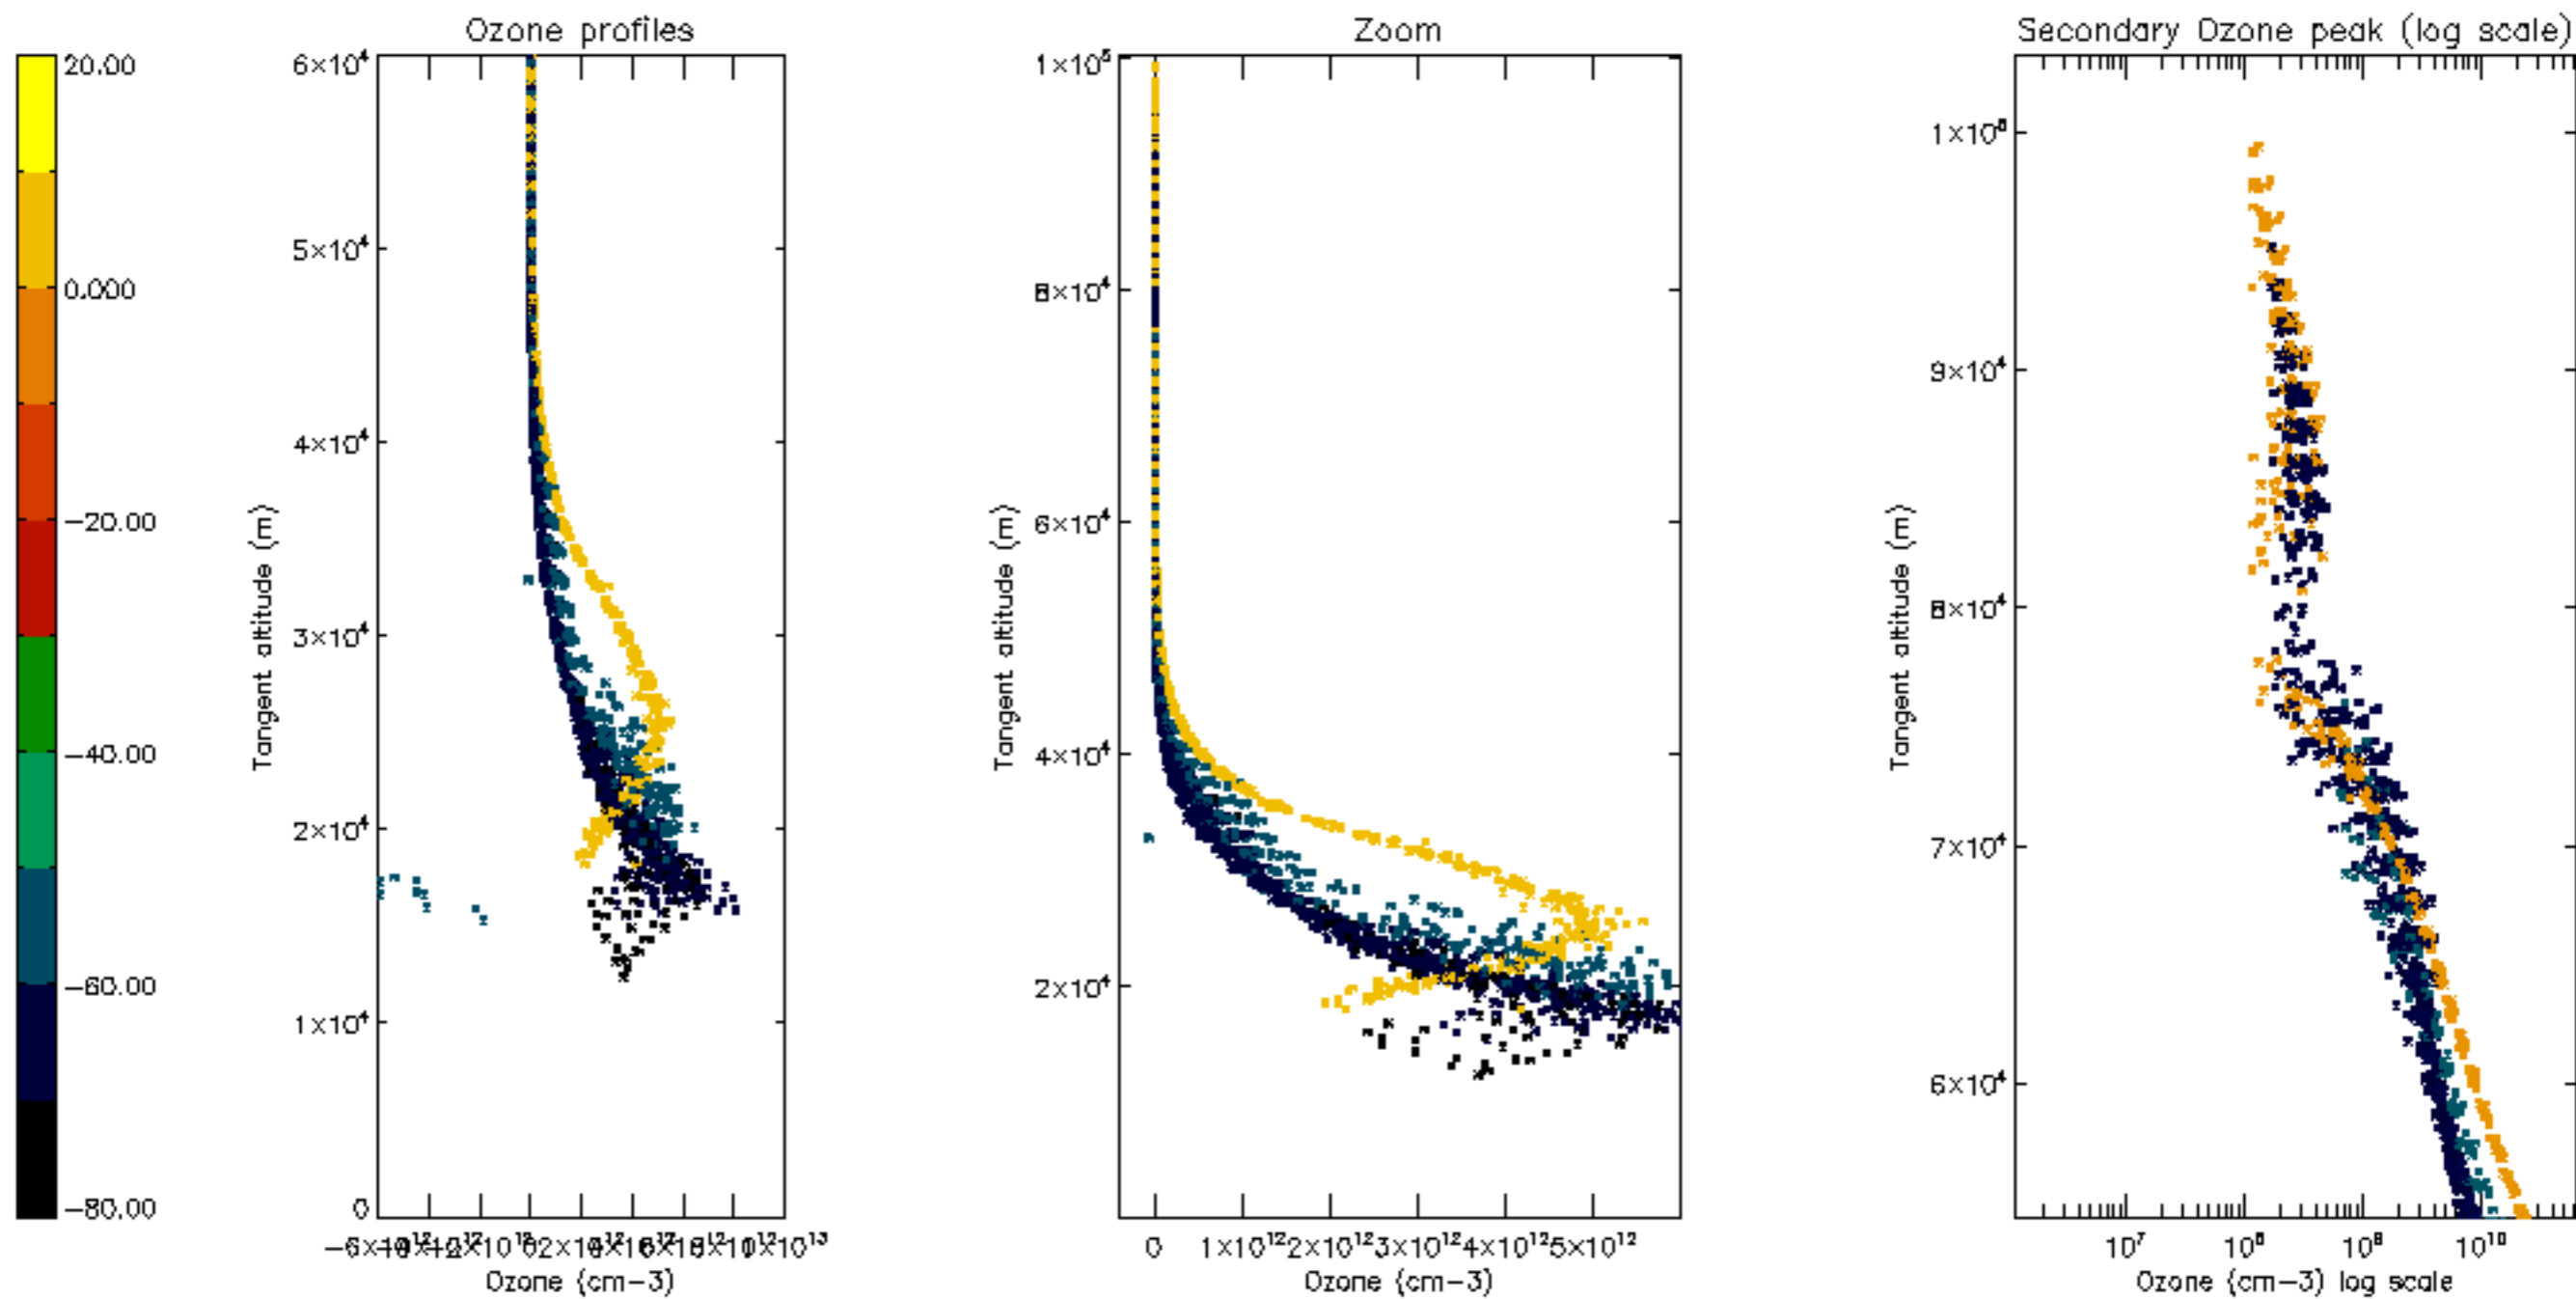 Ozone profiles
Zoom
Secondary Ozone peak (log scale)
20.00
0.000
−20.00
−40.00
−60.00
−80.00
Tangent altitude (m)
6×10⁴
5×10⁴
4×10⁴
3×10⁴
2×10⁴
1×10⁴
0
1×10¹³
Ozone (cm−3)
Tangent altitude (m)
1×10⁵
8×10⁴
6×10⁴
4×10⁴
2×10⁴
0 1×10¹² 2×10¹² 3×10¹² 4×10¹² 5×10¹²
Ozone (cm−3)
Tangent altitude (m)
1×10⁵
9×10⁴
8×10⁴
7×10⁴
6×10⁴
10⁷ 10⁸ 10⁹ 10¹⁰
Ozone (cm−3) log scale